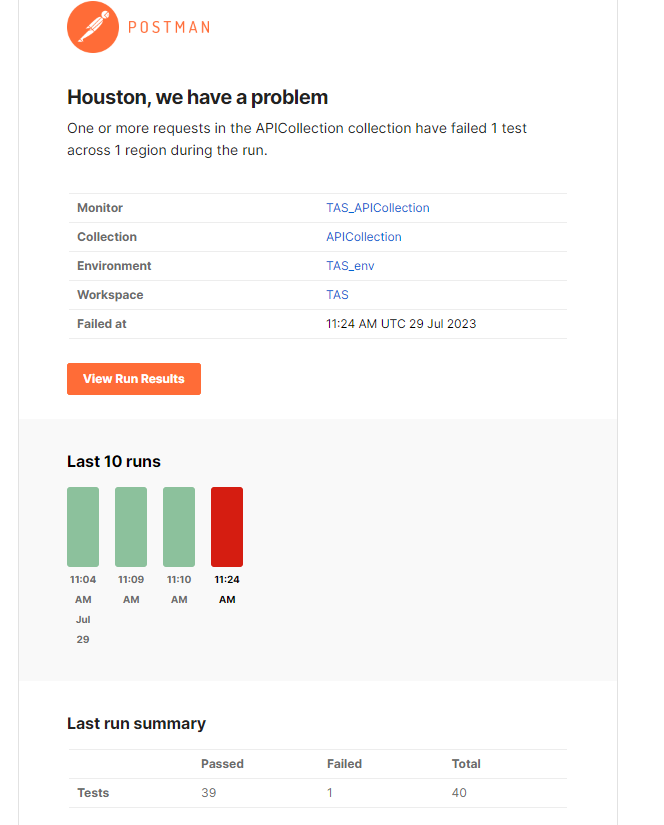 POSTMAN
Houston, we have a problem
One or more requests in the APICollection collection have failed 1 test
across 1 region during the run.
Monitor TAS_APICollection
Collection APICollection
Environment TAS_env
Workspace TAS
Failed at 11:24 AM UTC 29 Jul 2023
View Run Results
Last 10 runs
11:04 11:09 11:10 11:24
AM AM AM AM
Jul
29
Last run summary
Passed Failed Total
Tests 39 1 40